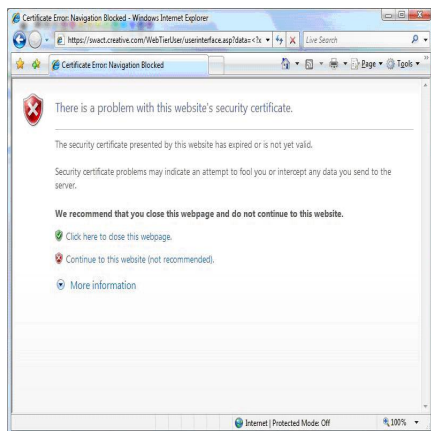 Certificate Error: Navigation Blocked - Windows Internet Explorer
https://swact.creative.com/WebTierUser/userinterface.asp?data=<?x
Live Search
Certificate Error: Navigation Blocked
Page
Tools
There is a problem with this website's security certificate.
The security certificate presented by this website has expired or is not yet valid.
Security certificate problems may indicate an attempt to fool you or intercept any data you send to the
server.
We recommend that you close this webpage and do not continue to this website.
Click here to close this webpage.
Continue to this website (not recommended).
More information
Internet | Protected Mode: Off
100%